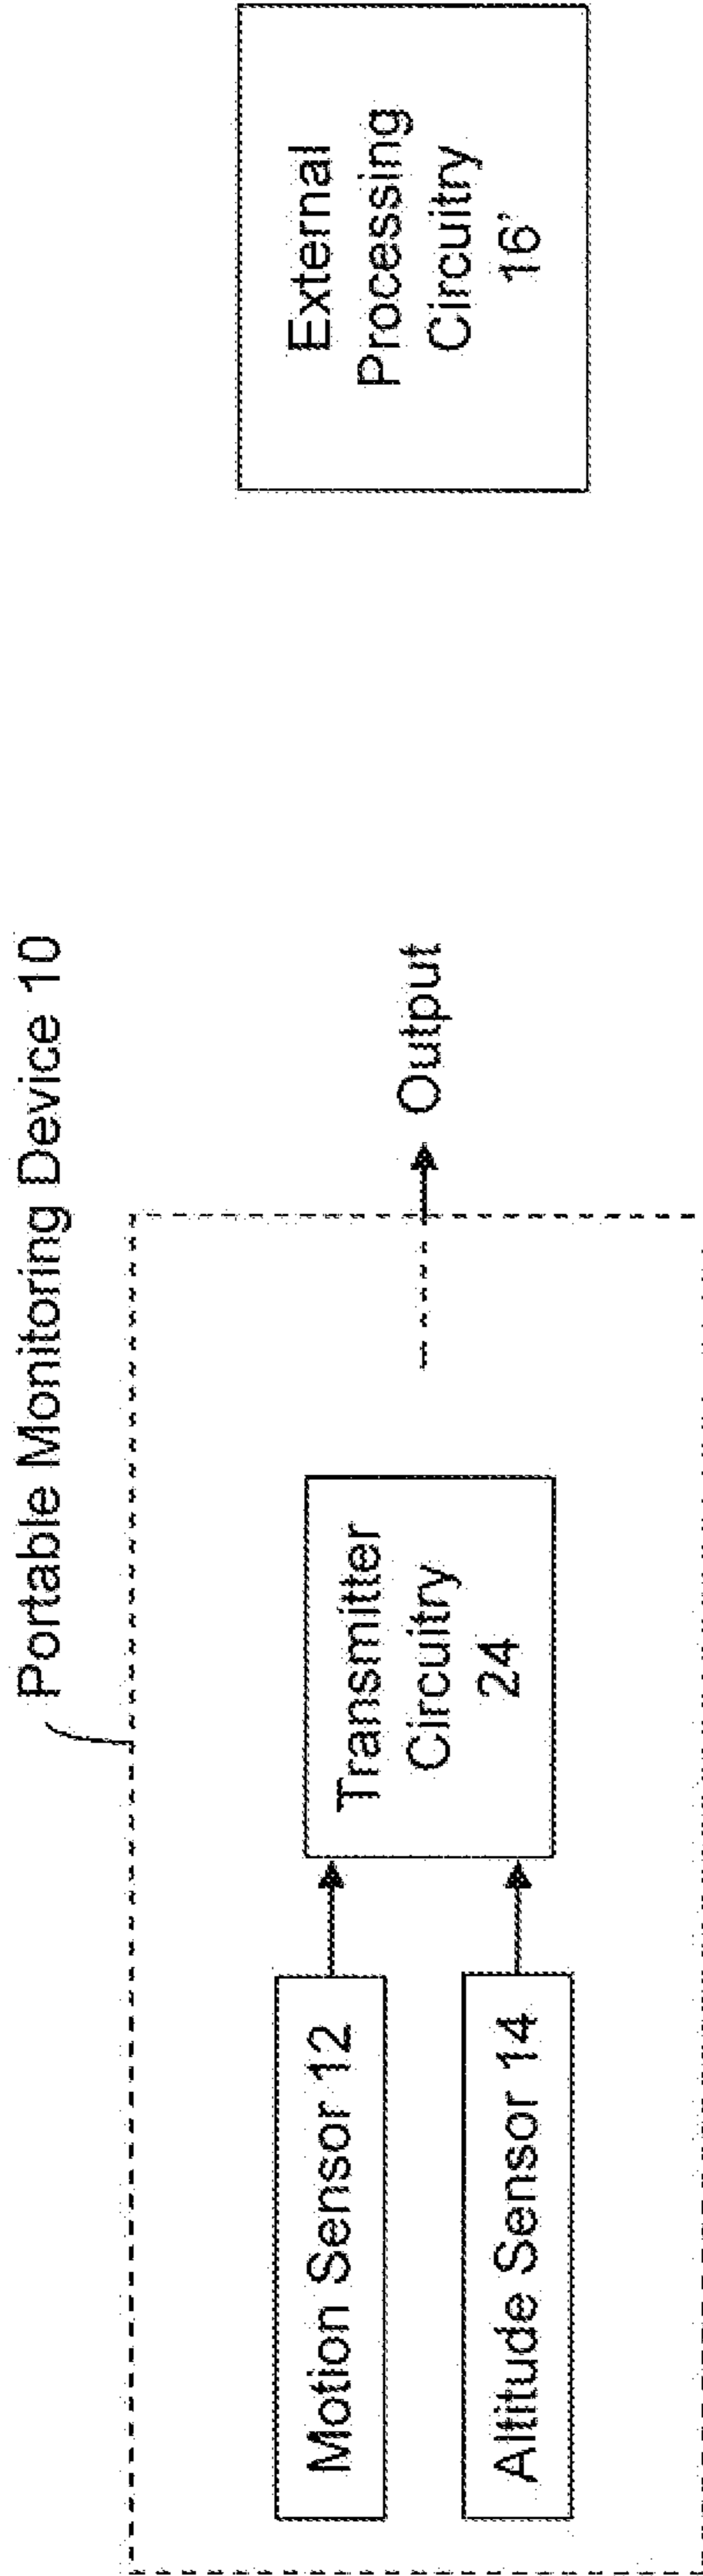 Portable Monitoring Device 10
Motion Sensor 12
Altitude Sensor 14
Transmitter
Circuitry
24
Output
External
Processing
Circuitry
16'